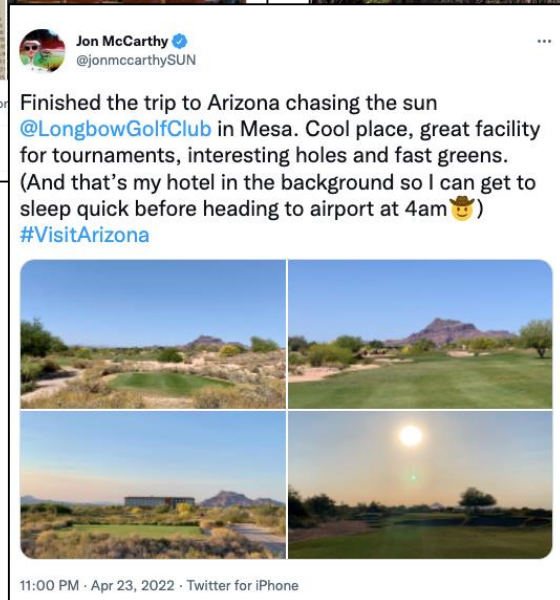 Jon McCarthy
@jonmccarthySUN
Finished the trip to Arizona chasing the sun
@LongbowGolfClub in Mesa. Cool place, great facility
for tournaments, interesting holes and fast greens.
(And that’s my hotel in the background so I can get to
sleep quick before heading to airport at 4am🤠)
#VisitArizona
11:00 PM · Apr 23, 2022 · Twitter for iPhone